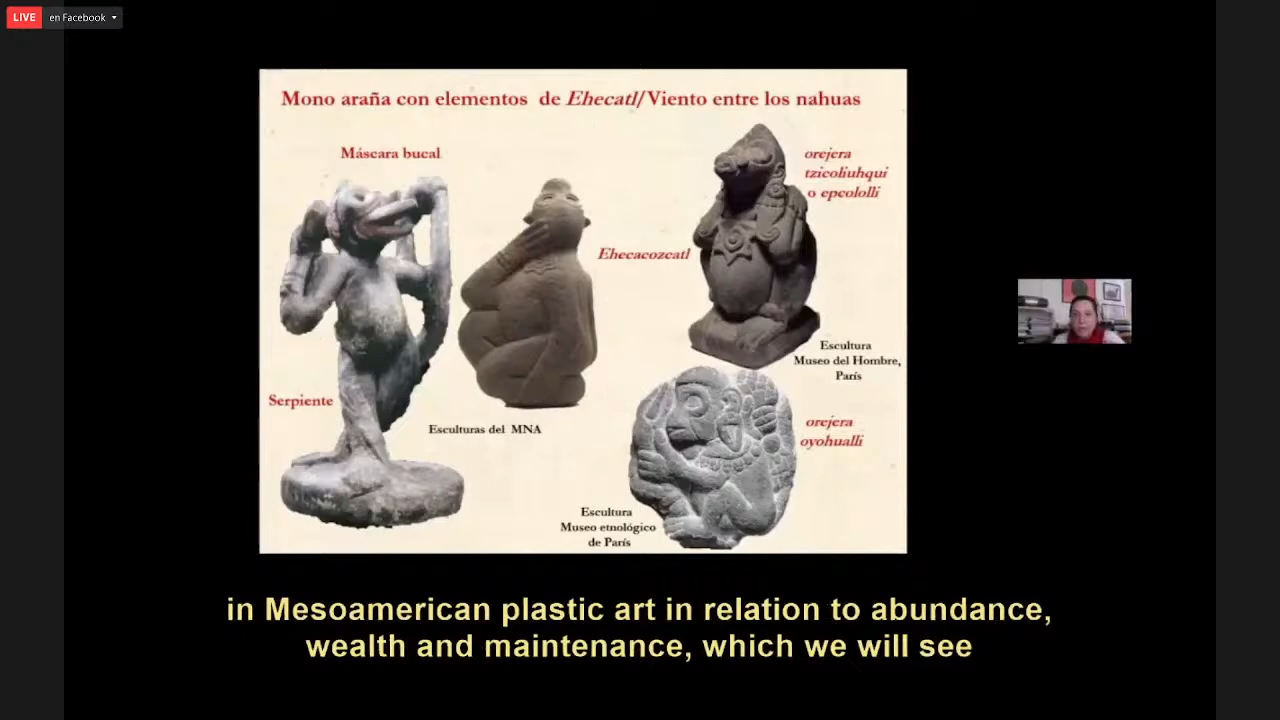 LIVE en Facebook
Mono araña con elementos de Ehecatl/Viento entre los nahuas
Máscara bucal
orejera
tzicoliuhqui
o epcololli
Ehecacozcatl
Escultura
Museo del Hombre,
París
Serpiente
Esculturas del MNA
orejera
oyohualli
Escultura
Museo etnológico
de París
in Mesoamerican plastic art in relation to abundance,
wealth and maintenance, which we will see